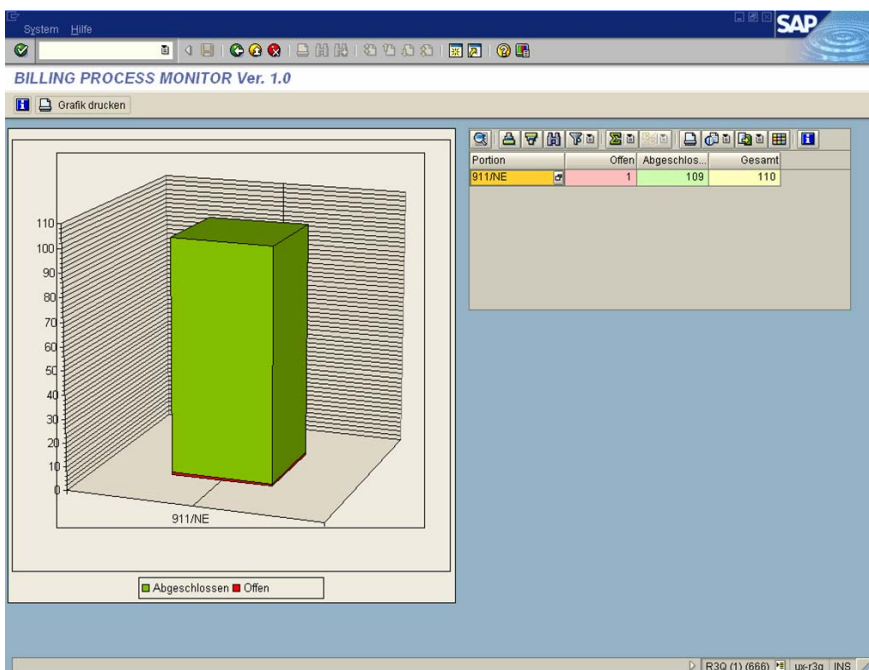 System Hilfe
SAP
BILLING PROCESS MONITOR Ver. 1.0
Grafik drucken
Portion Offen Abgeschlos... Gesamt
911/NE 1 109 110
110
100
90
80
70
60
50
40
30
20
10
0
911/NE
Abgeschlossen Offen
R3Q (1) (666) ux-r3q INS